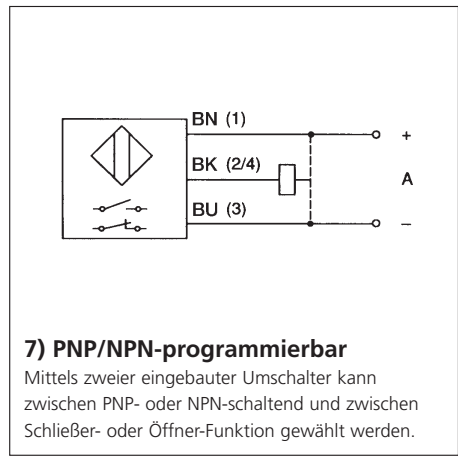 BN (1)
+
BK (2/4)
A
BU (3)
–
7) PNP/NPN-programmierbar
Mittels zweier eingebauter Umschalter kann
zwischen PNP- oder NPN-schaltend und zwischen
Schließer- oder Öffner-Funktion gewählt werden.